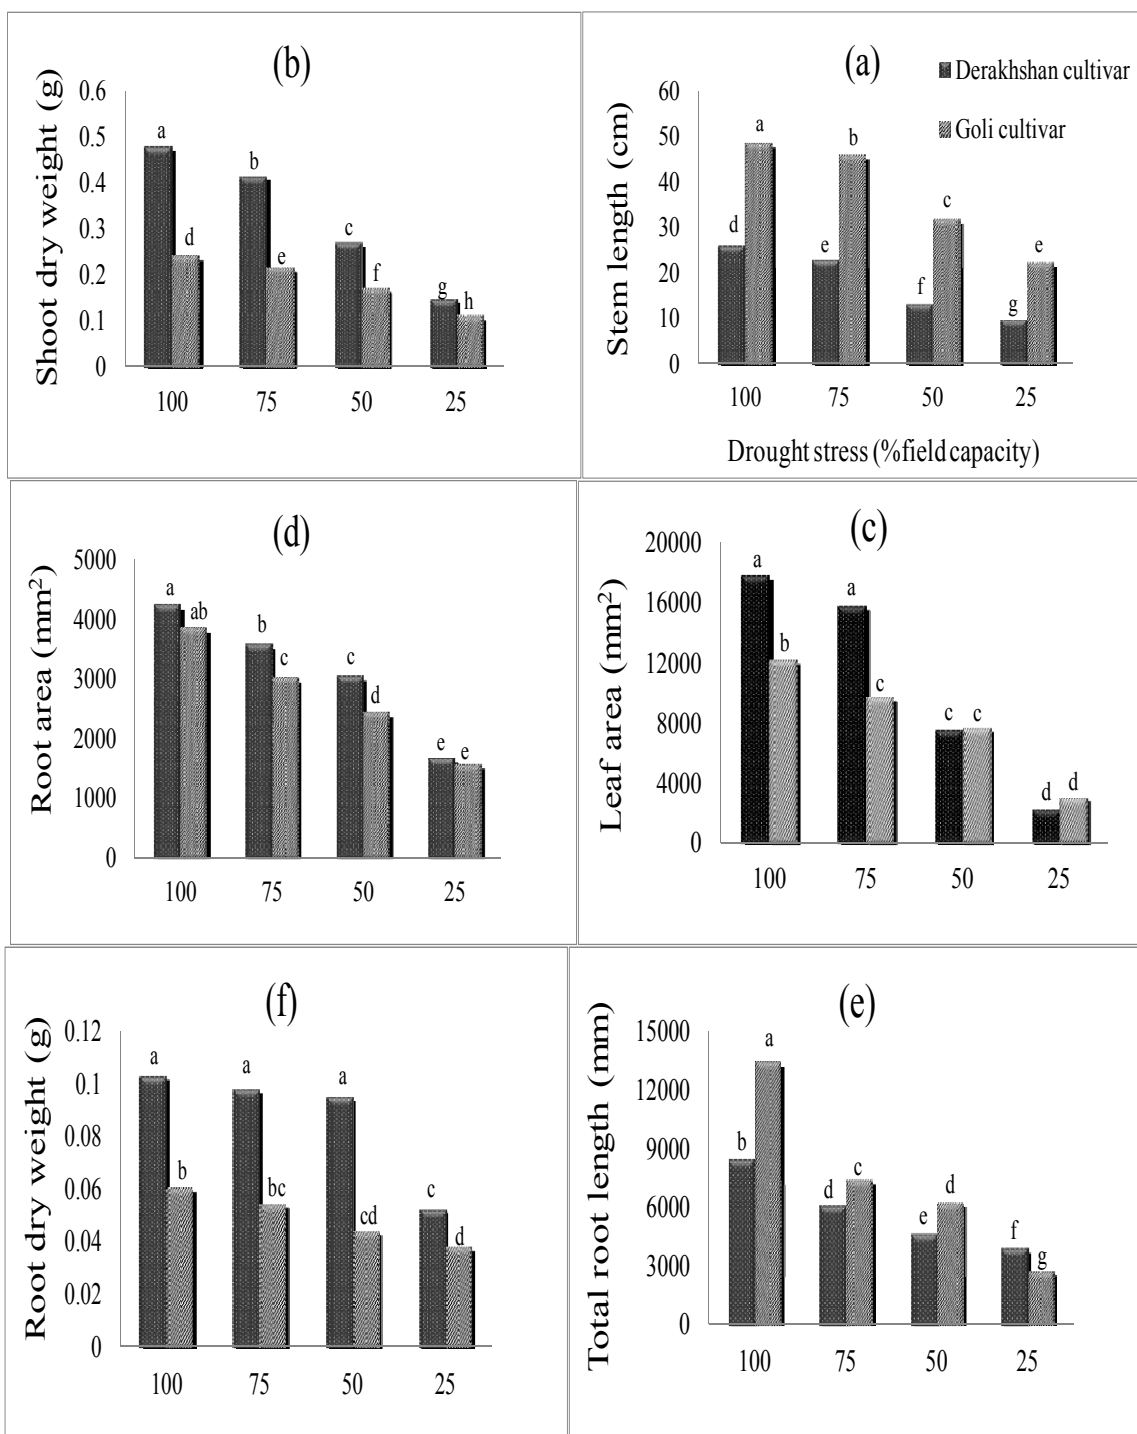 (b)
Shoot dry weight (g)
0.6
0.5
0.4
0.3
0.2
0.1
0
a
d
b
e
c
f
g
h
100 75 50 25
(a)
Derakhshan cultivar
Goli cultivar
Stem length (cm)
60
50
40
30
20
10
0
d
a
e
b
f
c
g
e
100 75 50 25
Drought stress (%field capacity)
(d)
Root area (mm²)
5000
4000
3000
2000
1000
0
a
ab
b
c
c
d
e
e
100 75 50 25
(c)
Leaf area (mm²)
20000
16000
12000
8000
4000
0
a
b
a
c
c
c
d
d
100 75 50 25
(f)
Root dry weight (g)
0.12
0.1
0.08
0.06
0.04
0.02
0
a
b
a
bc
a
cd
c
d
100 75 50 25
(e)
Total root length (mm)
15000
12000
9000
6000
3000
0
b
a
d
c
e
d
f
g
100 75 50 25